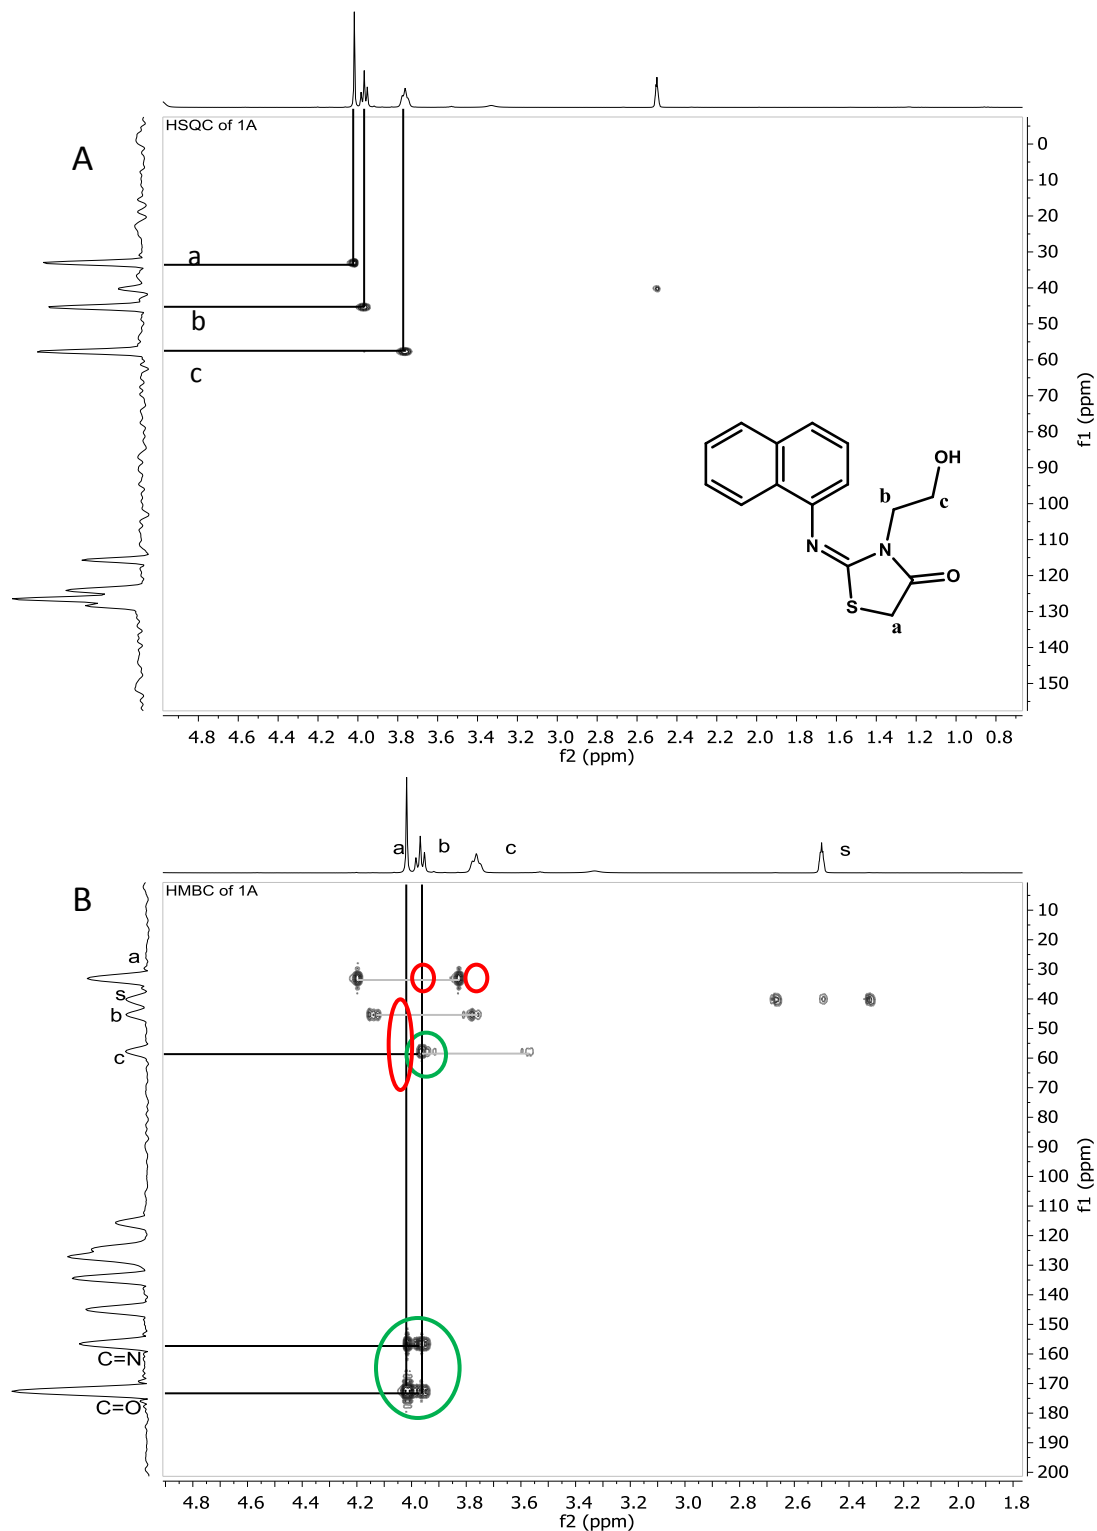 HSQC of 1A
A
0
10
20
30
40
50
60
70
80
90
100
110
120
130
140
150
f1 (ppm)
a
b
c
OH
b
c
N
N
O
S
a
4.8 4.6 4.4 4.2 4.0 3.8 3.6 3.4 3.2 3.0 2.8 2.6 2.4 2.2 2.0 1.8 1.6 1.4 1.2 1.0 0.8
f2 (ppm)
a b c s
HMBC of 1A
B
10
20
30
40
50
60
70
80
90
100
110
120
130
140
150
160
170
180
190
200
f1 (ppm)
a
s
b
c
C=N
C=O
4.8 4.6 4.4 4.2 4.0 3.8 3.6 3.4 3.2 3.0 2.8 2.6 2.4 2.2 2.0 1.8
f2 (ppm)